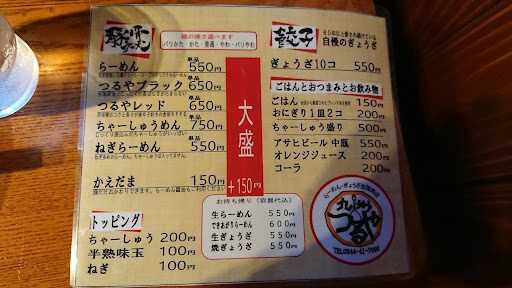 豚骨ラーメン
麺の硬さ選べます
バリかた・かた・普通・やわ・バリやわ
らーめん 単品 550円
つるやブラック 単品 650円
つるやレッド 単品 650円
ちゃーしゅうめん 単品 750円
ねぎらーめん 単品 550円
かえだま 150円
大盛
+150円
トッピング
ちゃーしゅう 200円
半熟味玉 100円
ねぎ 100円
餃子
自慢のぎょうざ
ぎょうざ10コ 550円
ごはんとおつまみとお飲み物
ごはん 150円
おにぎり1皿2コ 200円
ちゃーしゅう盛り 500円
アサヒビール 中瓶 550円
オレンジジュース 200円
コーラ 200円
お持ち帰り(容器代込)
生らーめん 550円
できあがりらーめん 600円
生ぎょうざ 550円
焼ぎょうざ 550円
らーめん・ぎょうざ
九州
つるや